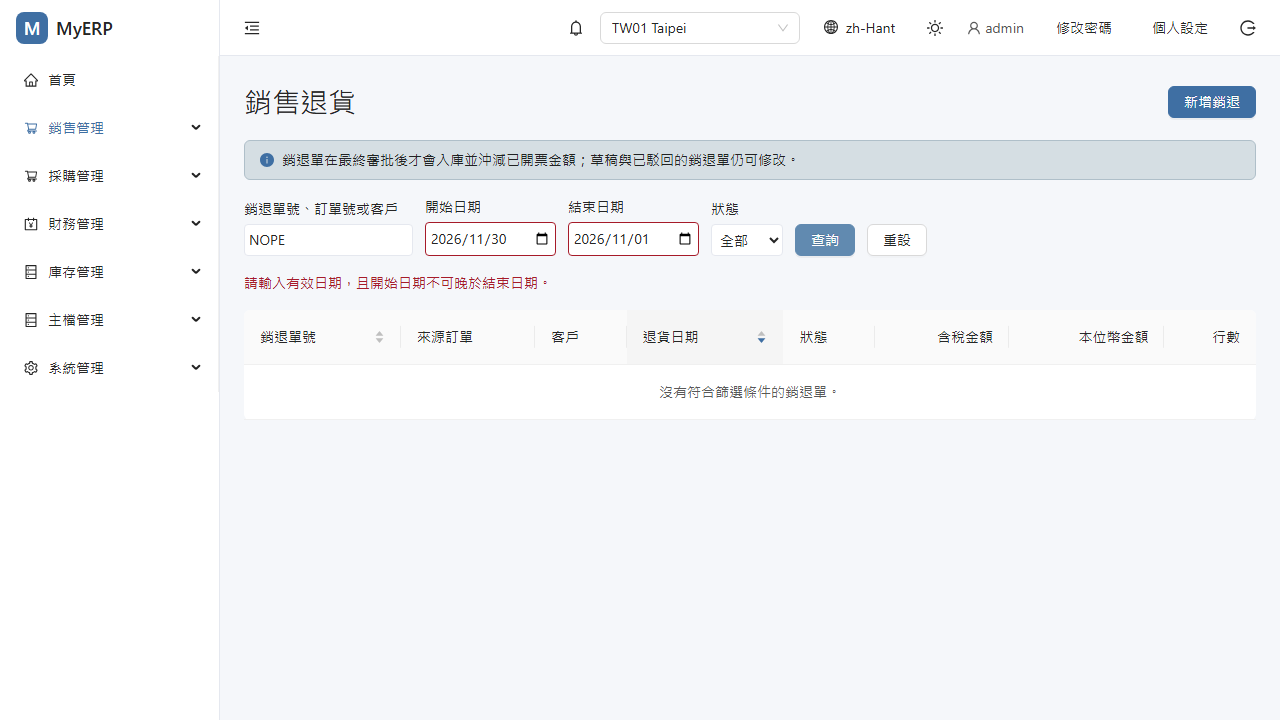 M MyERP
TW01 Taipei
zh-Hant
admin
修改密碼
個人設定
首頁
銷售管理
採購管理
財務管理
庫存管理
主檔管理
系統管理
銷售退貨
新增銷退
銷退單在最終審批後才會入庫並沖減已開票金額；草稿與已駁回的銷退單仍可修改。
銷退單號、訂單號或客戶
開始日期
結束日期
狀態
NOPE
2026/11/30
2026/11/01
全部
查詢
重設
請輸入有效日期，且開始日期不可晚於結束日期。
銷退單號
來源訂單
客戶
退貨日期
狀態
含稅金額
本位幣金額
行數
沒有符合篩選條件的銷退單。